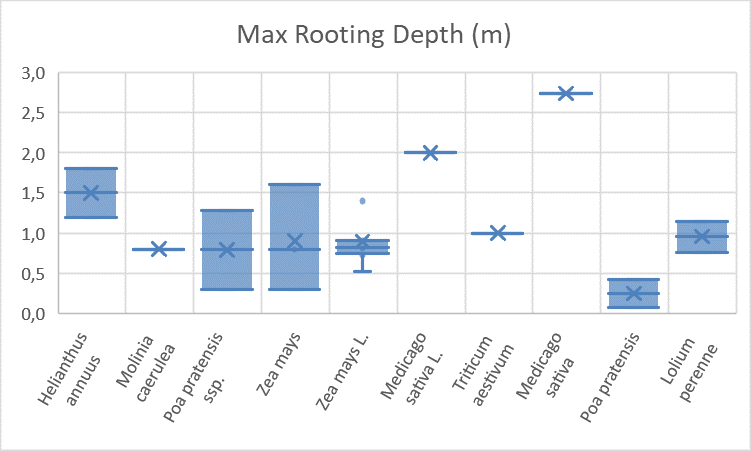 Max Rooting Depth (m)
3,0
2,5
2,0
1,5
1,0
0,5
0,0
Helianthus
annuus
Molinia
caerulea
Poa pratensis
ssp.
Zea mays
Zea mays L.
Medicago
sativa L.
Triticum
aestivum
Medicago
sativa
Poa pratensis
Lolium
perenne